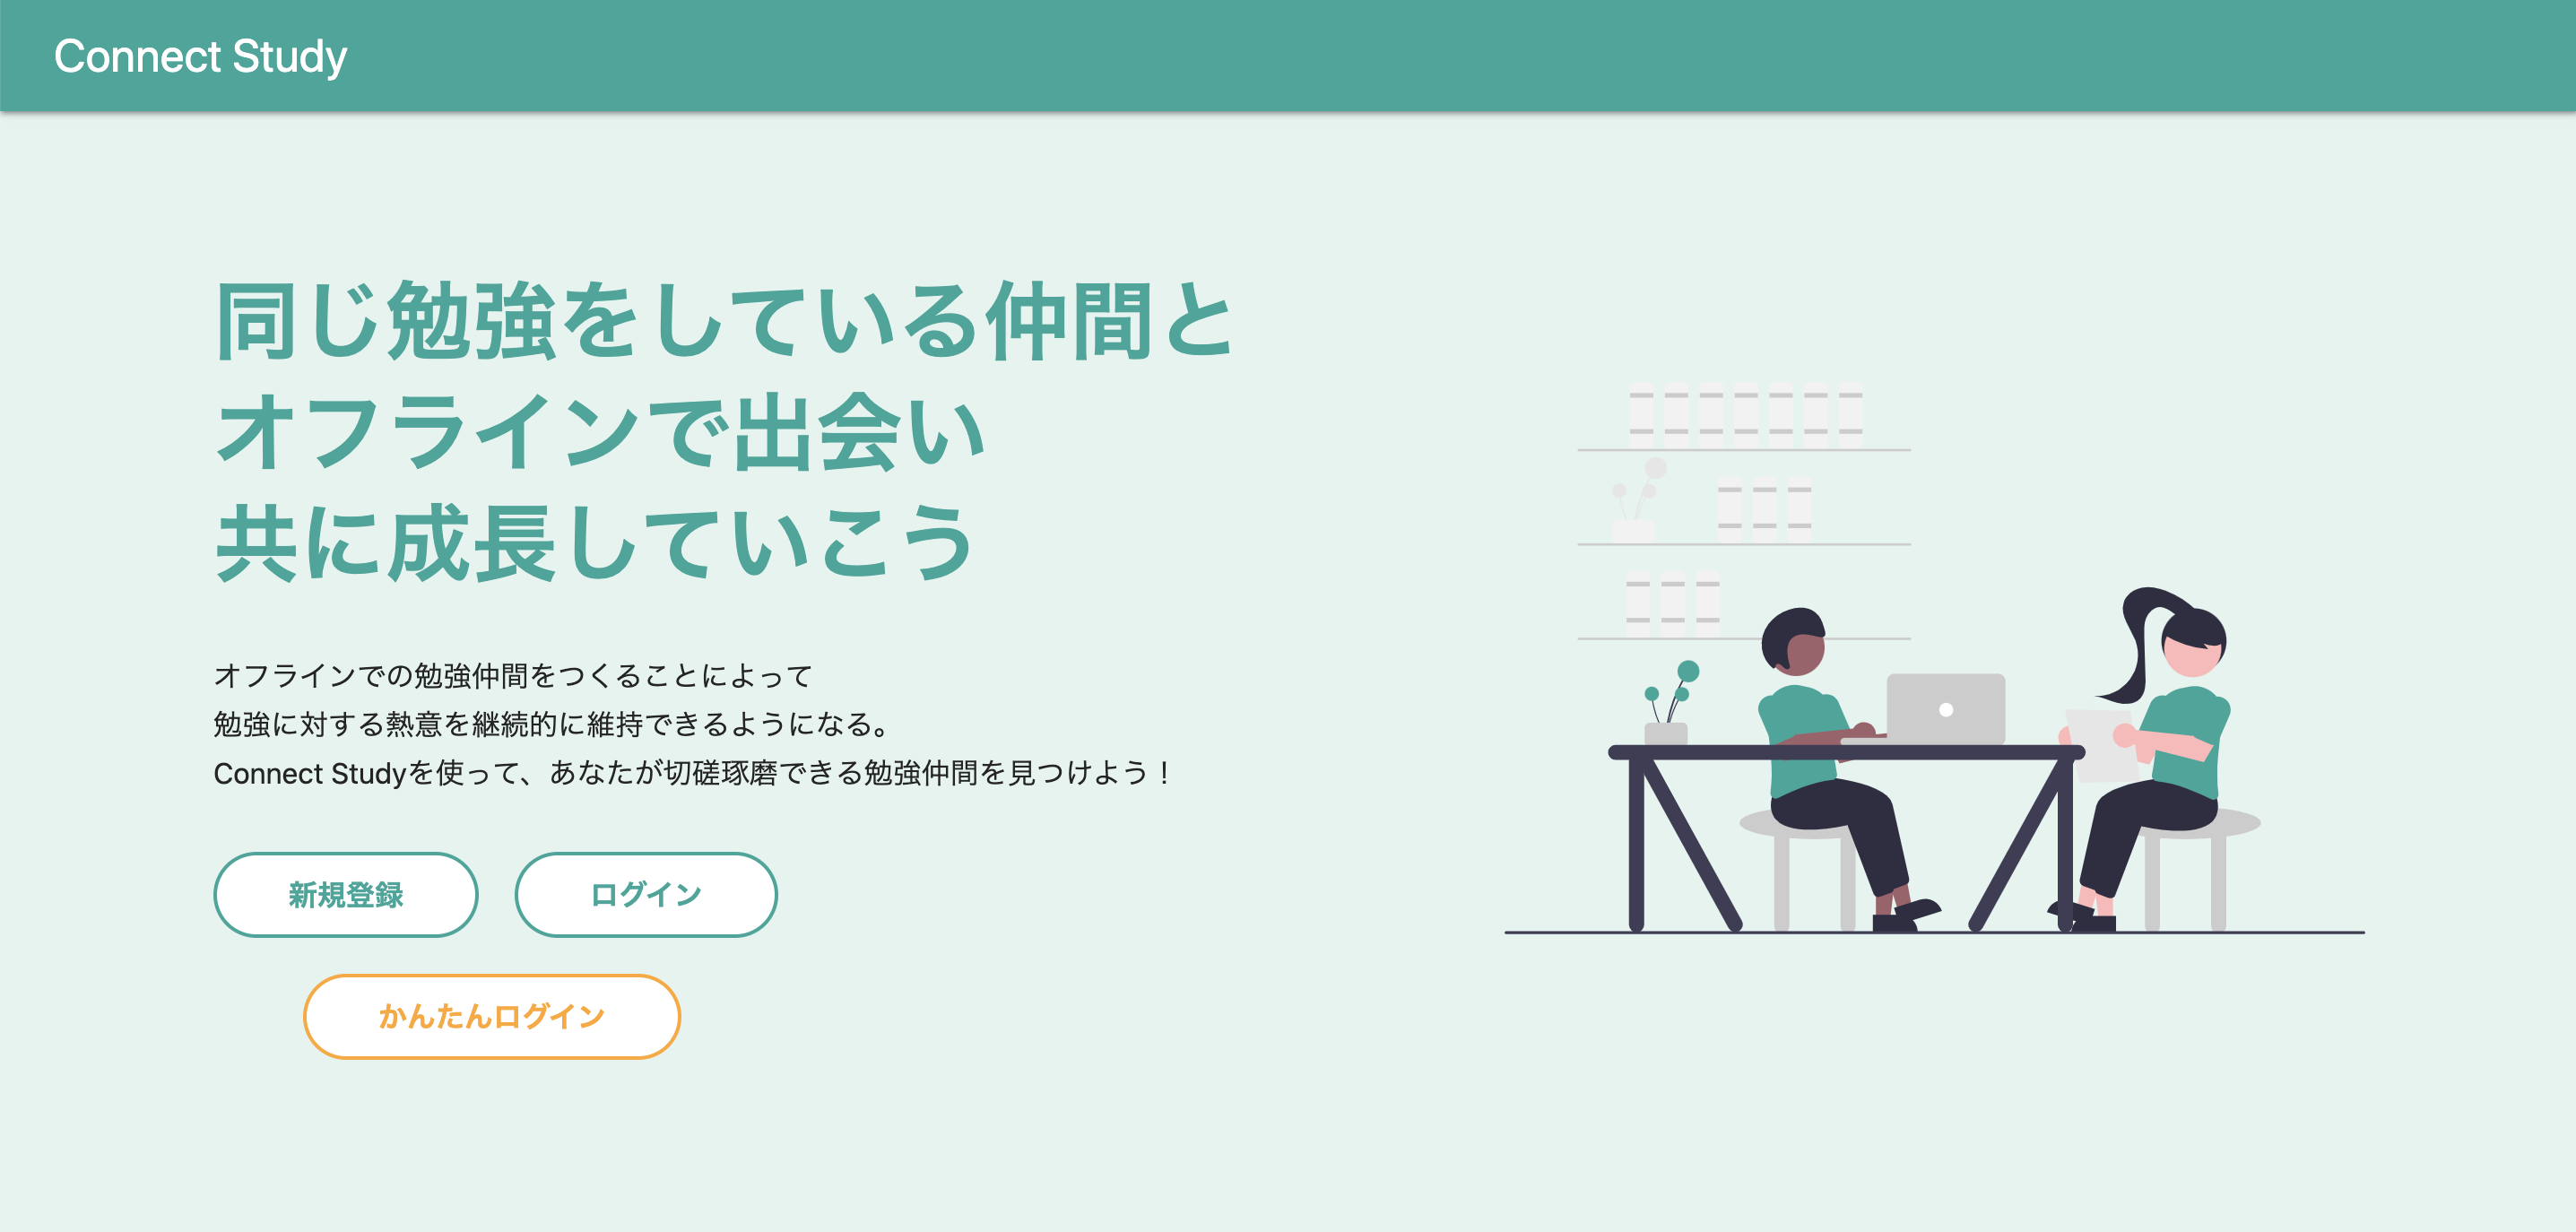 Connect Study
同じ勉強をしている仲間と
オフラインで出会い
共に成長していこう
オフラインでの勉強仲間をつくることによって
勉強に対する熱意を継続的に維持できるようになる。
Connect Studyを使って、あなたが切磋琢磨できる勉強仲間を見つけよう！
新規登録
ログイン
かんたんログイン